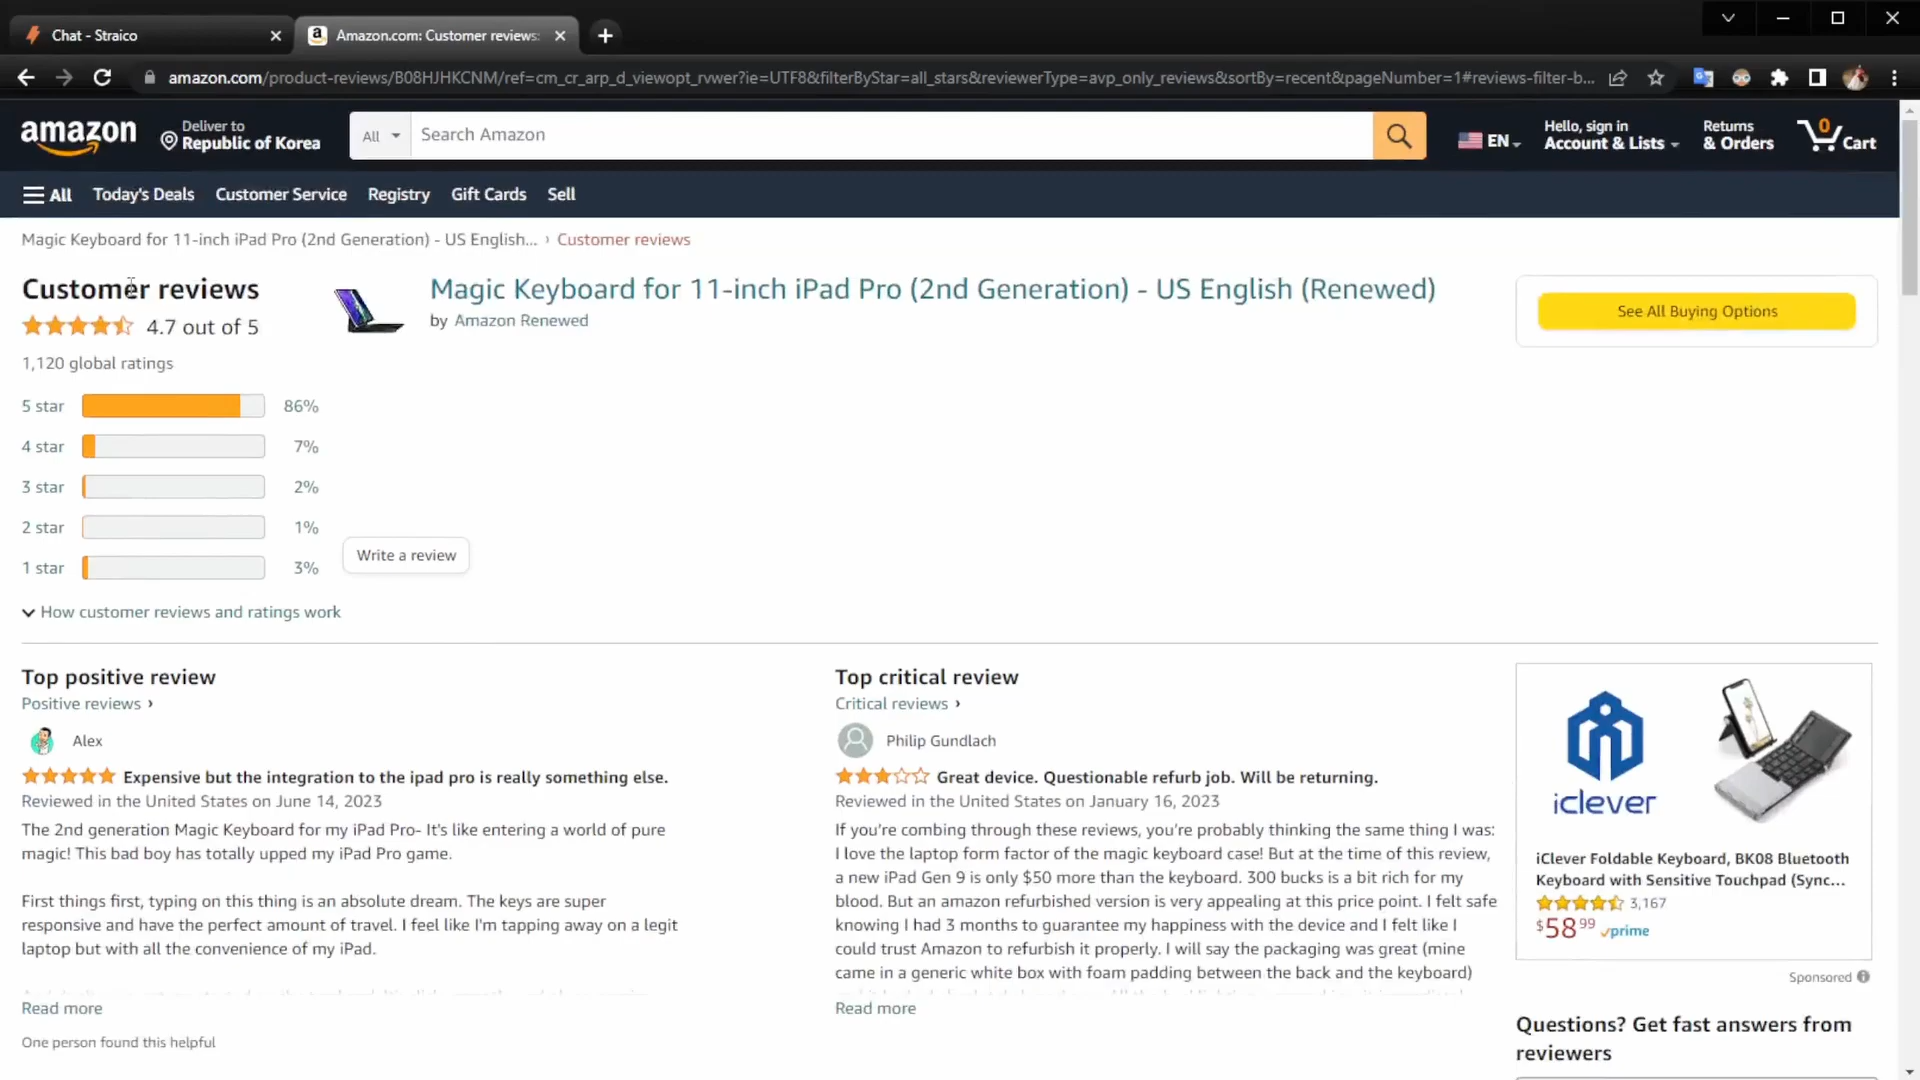 Chat - Straico
Amazon.com: Customer reviews:
amazon.com/product-reviews/B08HJHKCNM/ref=cm_cr_arp_d_viewopt_rvwer?ie=UTF8&filterByStar=all_stars&reviewerType=avp_only_reviews&sortBy=recent&pageNumber=1#reviews-filter-b...
amazon
Deliver to
Republic of Korea
All
Search Amazon
EN
Hello, sign in
Account & Lists
Returns
& Orders
0
Cart
All Today's Deals Customer Service Registry Gift Cards Sell
Magic Keyboard for 11-inch iPad Pro (2nd Generation) - US English... › Customer reviews
Customer reviews
4.7 out of 5
1,120 global ratings
5 star 86%
4 star 7%
3 star 2%
2 star 1%
1 star 3%
How customer reviews and ratings work
Magic Keyboard for 11-inch iPad Pro (2nd Generation) - US English (Renewed)
by Amazon Renewed
Write a review
See All Buying Options
Top positive review
Positive reviews ›
Alex
Expensive but the integration to the ipad pro is really something else.
Reviewed in the United States on June 14, 2023
The 2nd generation Magic Keyboard for my iPad Pro- It's like entering a world of pure
magic! This bad boy has totally upped my iPad Pro game.
First things first, typing on this thing is an absolute dream. The keys are super
responsive and have the perfect amount of travel. I feel like I'm tapping away on a legit
laptop but with all the convenience of my iPad.
Read more
One person found this helpful
Top critical review
Critical reviews ›
Philip Gundlach
Great device. Questionable refurb job. Will be returning.
Reviewed in the United States on January 16, 2023
If you're combing through these reviews, you're probably thinking the same thing I was:
I love the laptop form factor of the magic keyboard case! But at the time of this review,
a new iPad Gen 9 is only $50 more than the keyboard. 300 bucks is a bit rich for my
blood. But an amazon refurbished version is very appealing at this price point. I felt safe
knowing I had 3 months to guarantee my happiness with the device and I felt like I
could trust Amazon to refurbish it properly. I will say the packaging was great (mine
came in a generic white box with foam padding between the back and the keyboard)
Read more
iclever
iClever Foldable Keyboard, BK08 Bluetooth
Keyboard with Sensitive Touchpad (Sync...
3,167
$58.99 prime
Sponsored
Questions? Get fast answers from
reviewers